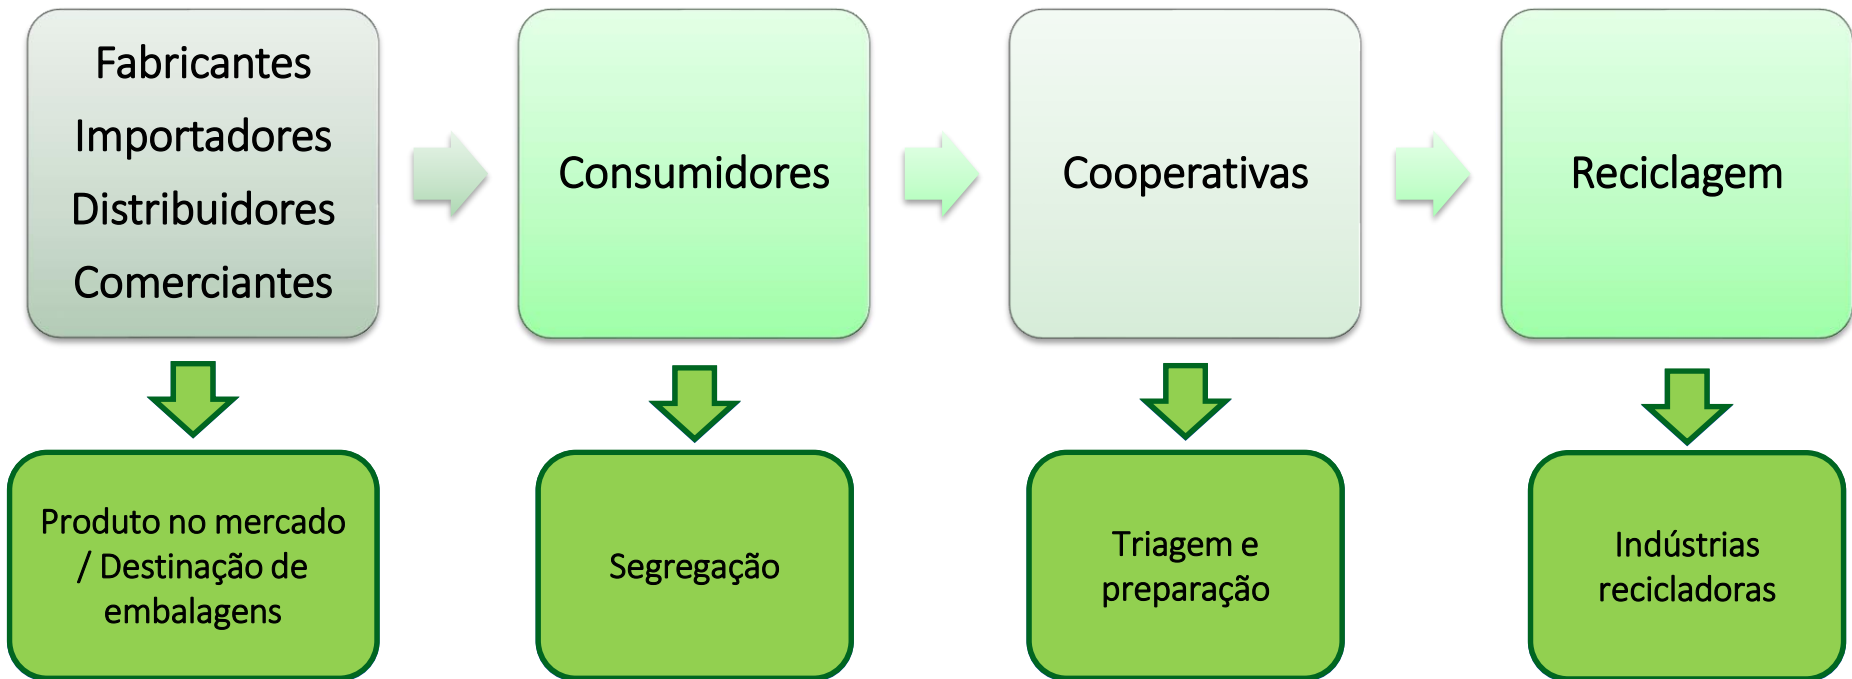 Fabricantes
Importadores
Distribuidores
Comerciantes
Consumidores
Cooperativas
Reciclagem
Produto no mercado
/ Destinação de
embalagens
Segregação
Triagem e
preparação
Indústrias
recicladoras